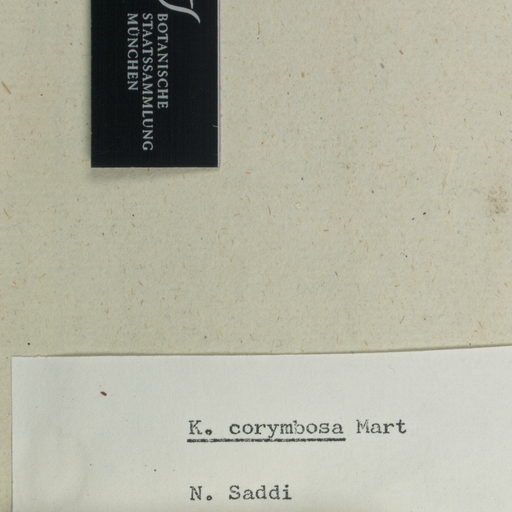 BOTANISCHE
STAATSSAMMLUNG
MÜNCHEN
K. corymbosa Mart
N. Saddi